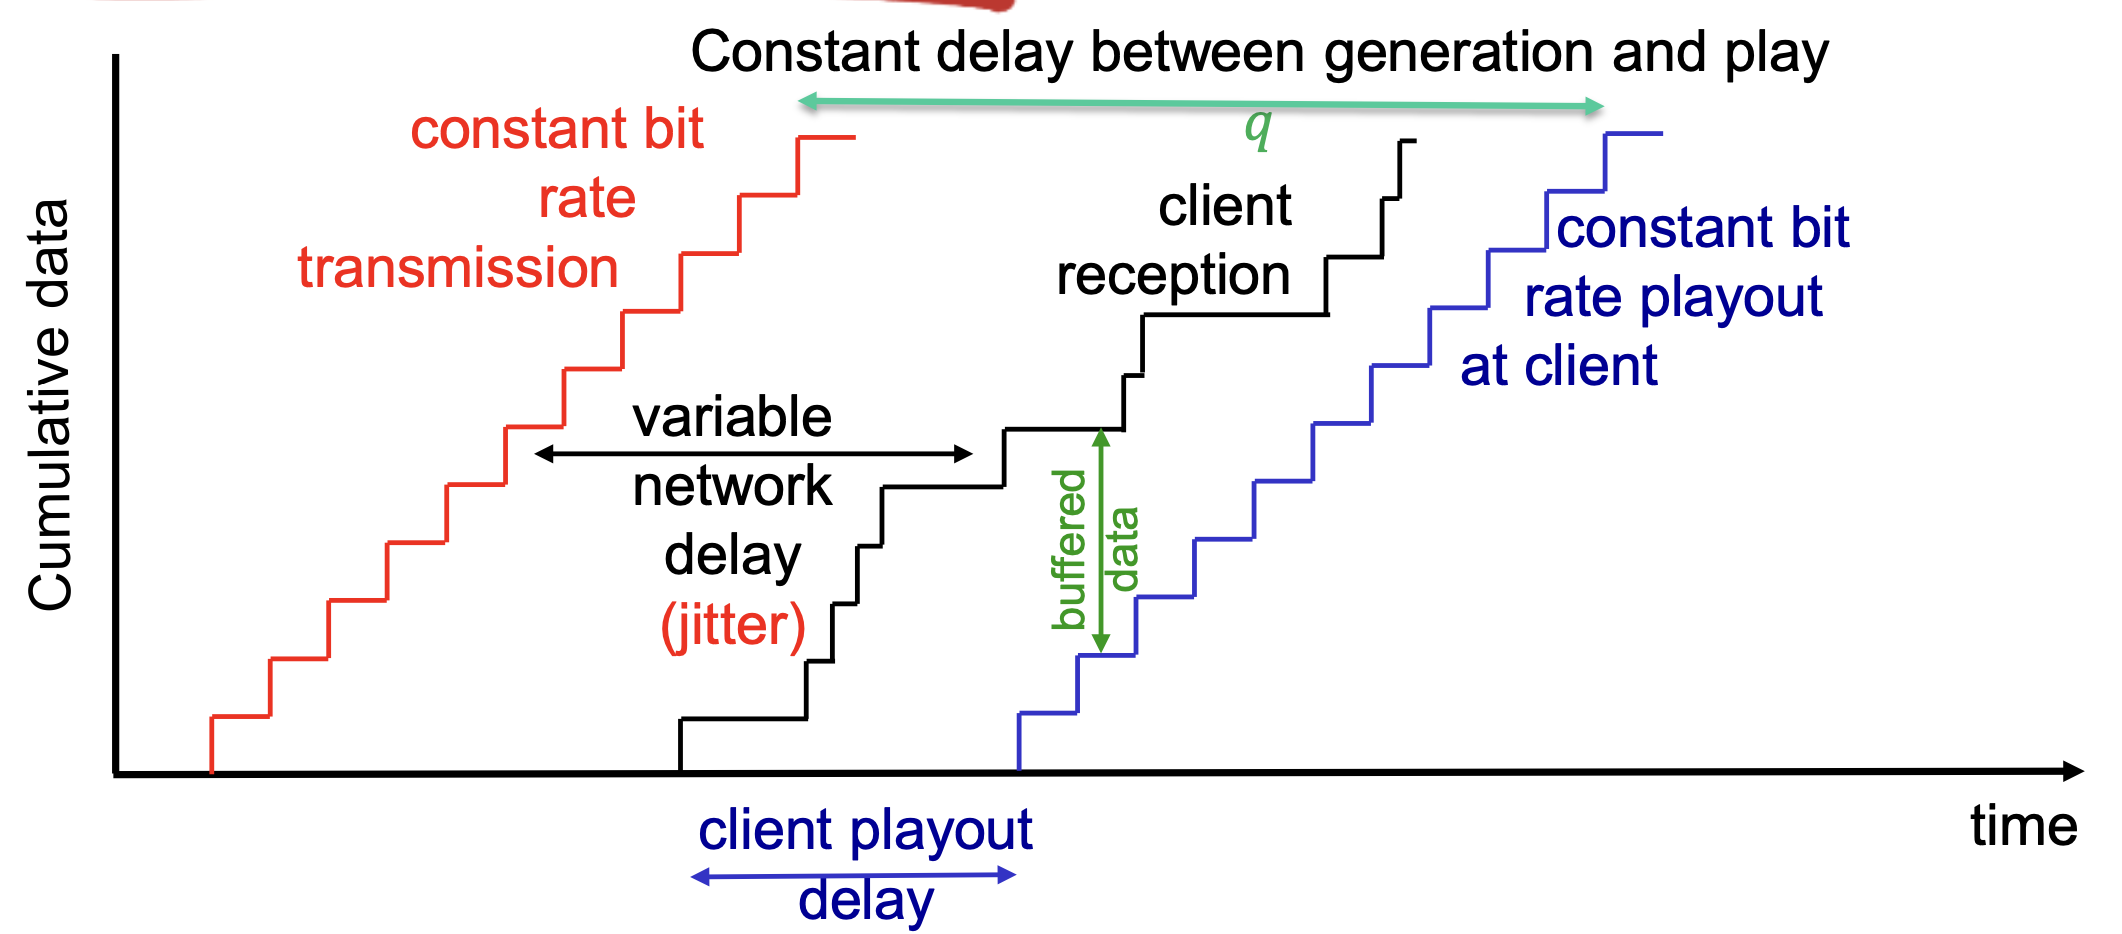 Constant delay between generation and play
q
constant bit
rate
transmission
client
reception
constant bit
rate playout
at client
variable
network
delay
(jitter)
buffered
data
Cumulative data
client playout
delay
time